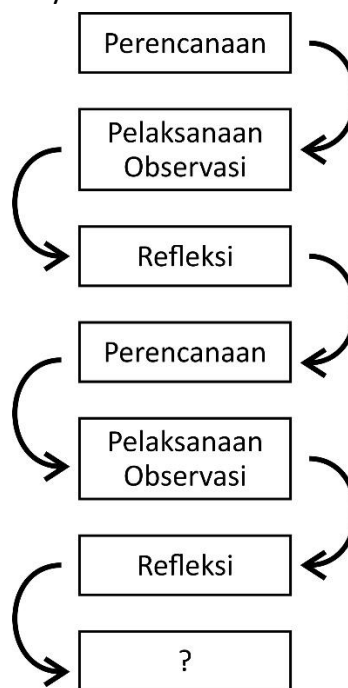 Perencanaan
Pelaksanaan
Observasi
Refleksi
Perencanaan
Pelaksanaan
Observasi
Refleksi
?